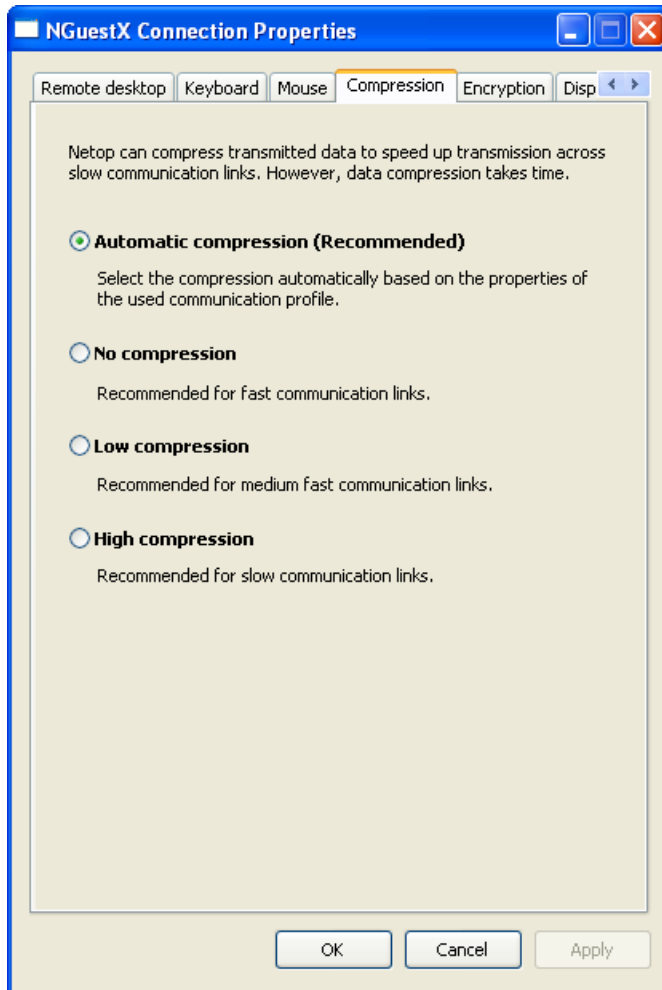 NGuestX Connection Properties
Remote desktop Keyboard Mouse Compression Encryption Disp
Netop can compress transmitted data to speed up transmission across
slow communication links. However, data compression takes time.
Automatic compression (Recommended)
Select the compression automatically based on the properties of
the used communication profile.
No compression
Recommended for fast communication links.
Low compression
Recommended for medium fast communication links.
High compression
Recommended for slow communication links.
OK Cancel Apply